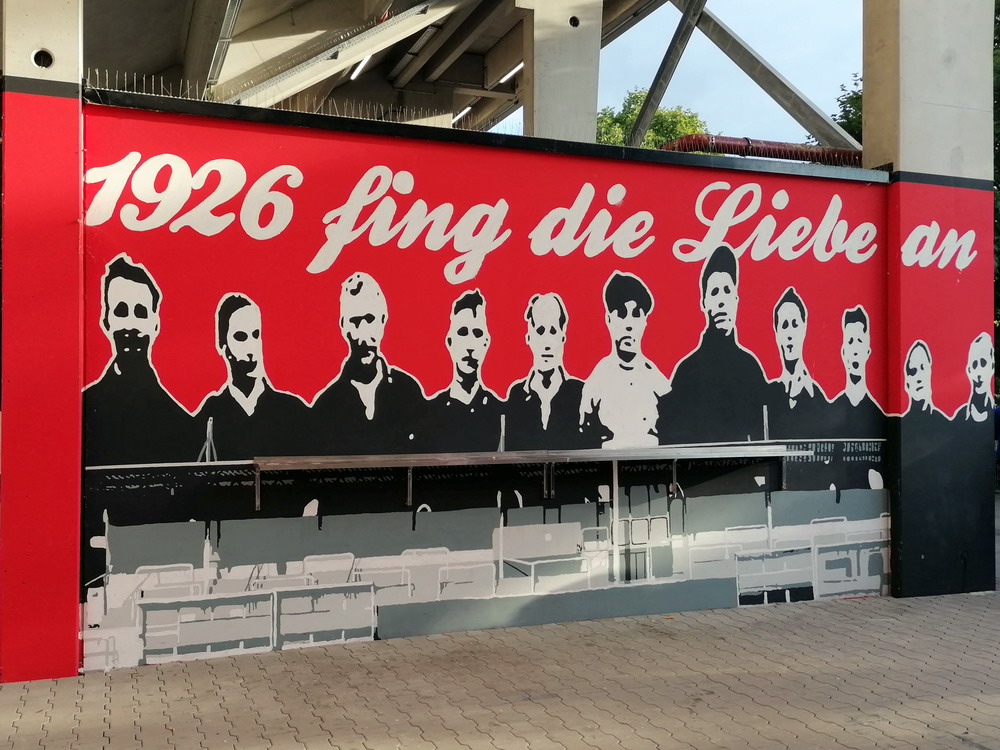 1926 fing die Liebe an